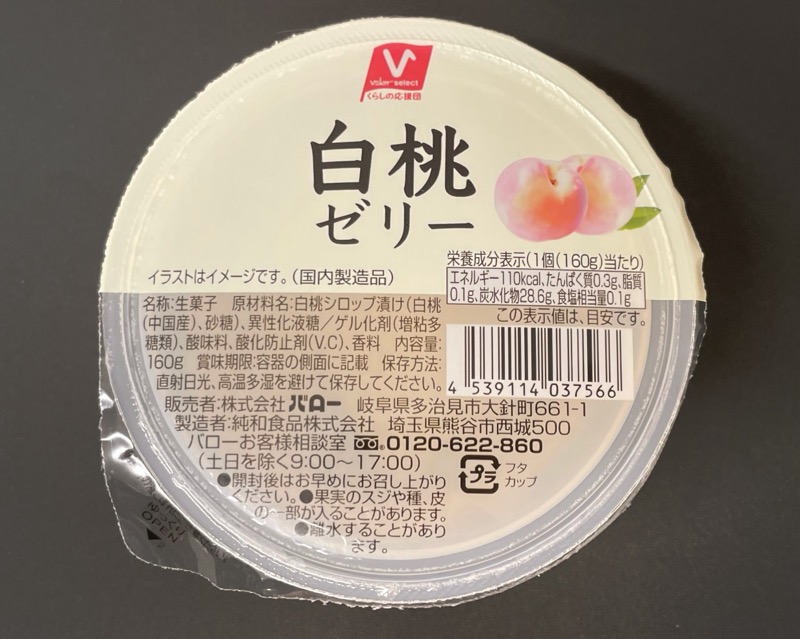 V
Valor select
くらしの応援団
白桃
ゼリー
イラストはイメージです。(国内製造品)
栄養成分表示(1個(160g)当たり)
エネルギー110kcal、たんぱく質0.3g、脂質
0.1g、炭水化物28.6g、食塩相当量0.1g
この表示値は、目安です。
名称:生菓子 原材料名:白桃シロップ漬け(白桃
(中国産)、砂糖)、異性化液糖/ゲル化剤(増粘多
糖類)、酸味料、酸化防止剤(V.C)、香料 内容量:
160g 賞味期限:容器の側面に記載 保存方法:
直射日光、高温多湿を避けて保存してください。
4 539114 037566
販売者:株式会社バロー 岐阜県多治見市大針町661-1
製造者:純和食品株式会社 埼玉県熊谷市西城500
バローお客様相談室 0120-622-860
(土日を除く9:00〜17:00)
プラ
フタ
カップ
●開封後はお早めにお召し上がり
ください。●果実のスジや種、皮
の一部が入ることがあります。
●離水することがあり
ます。
OPEN